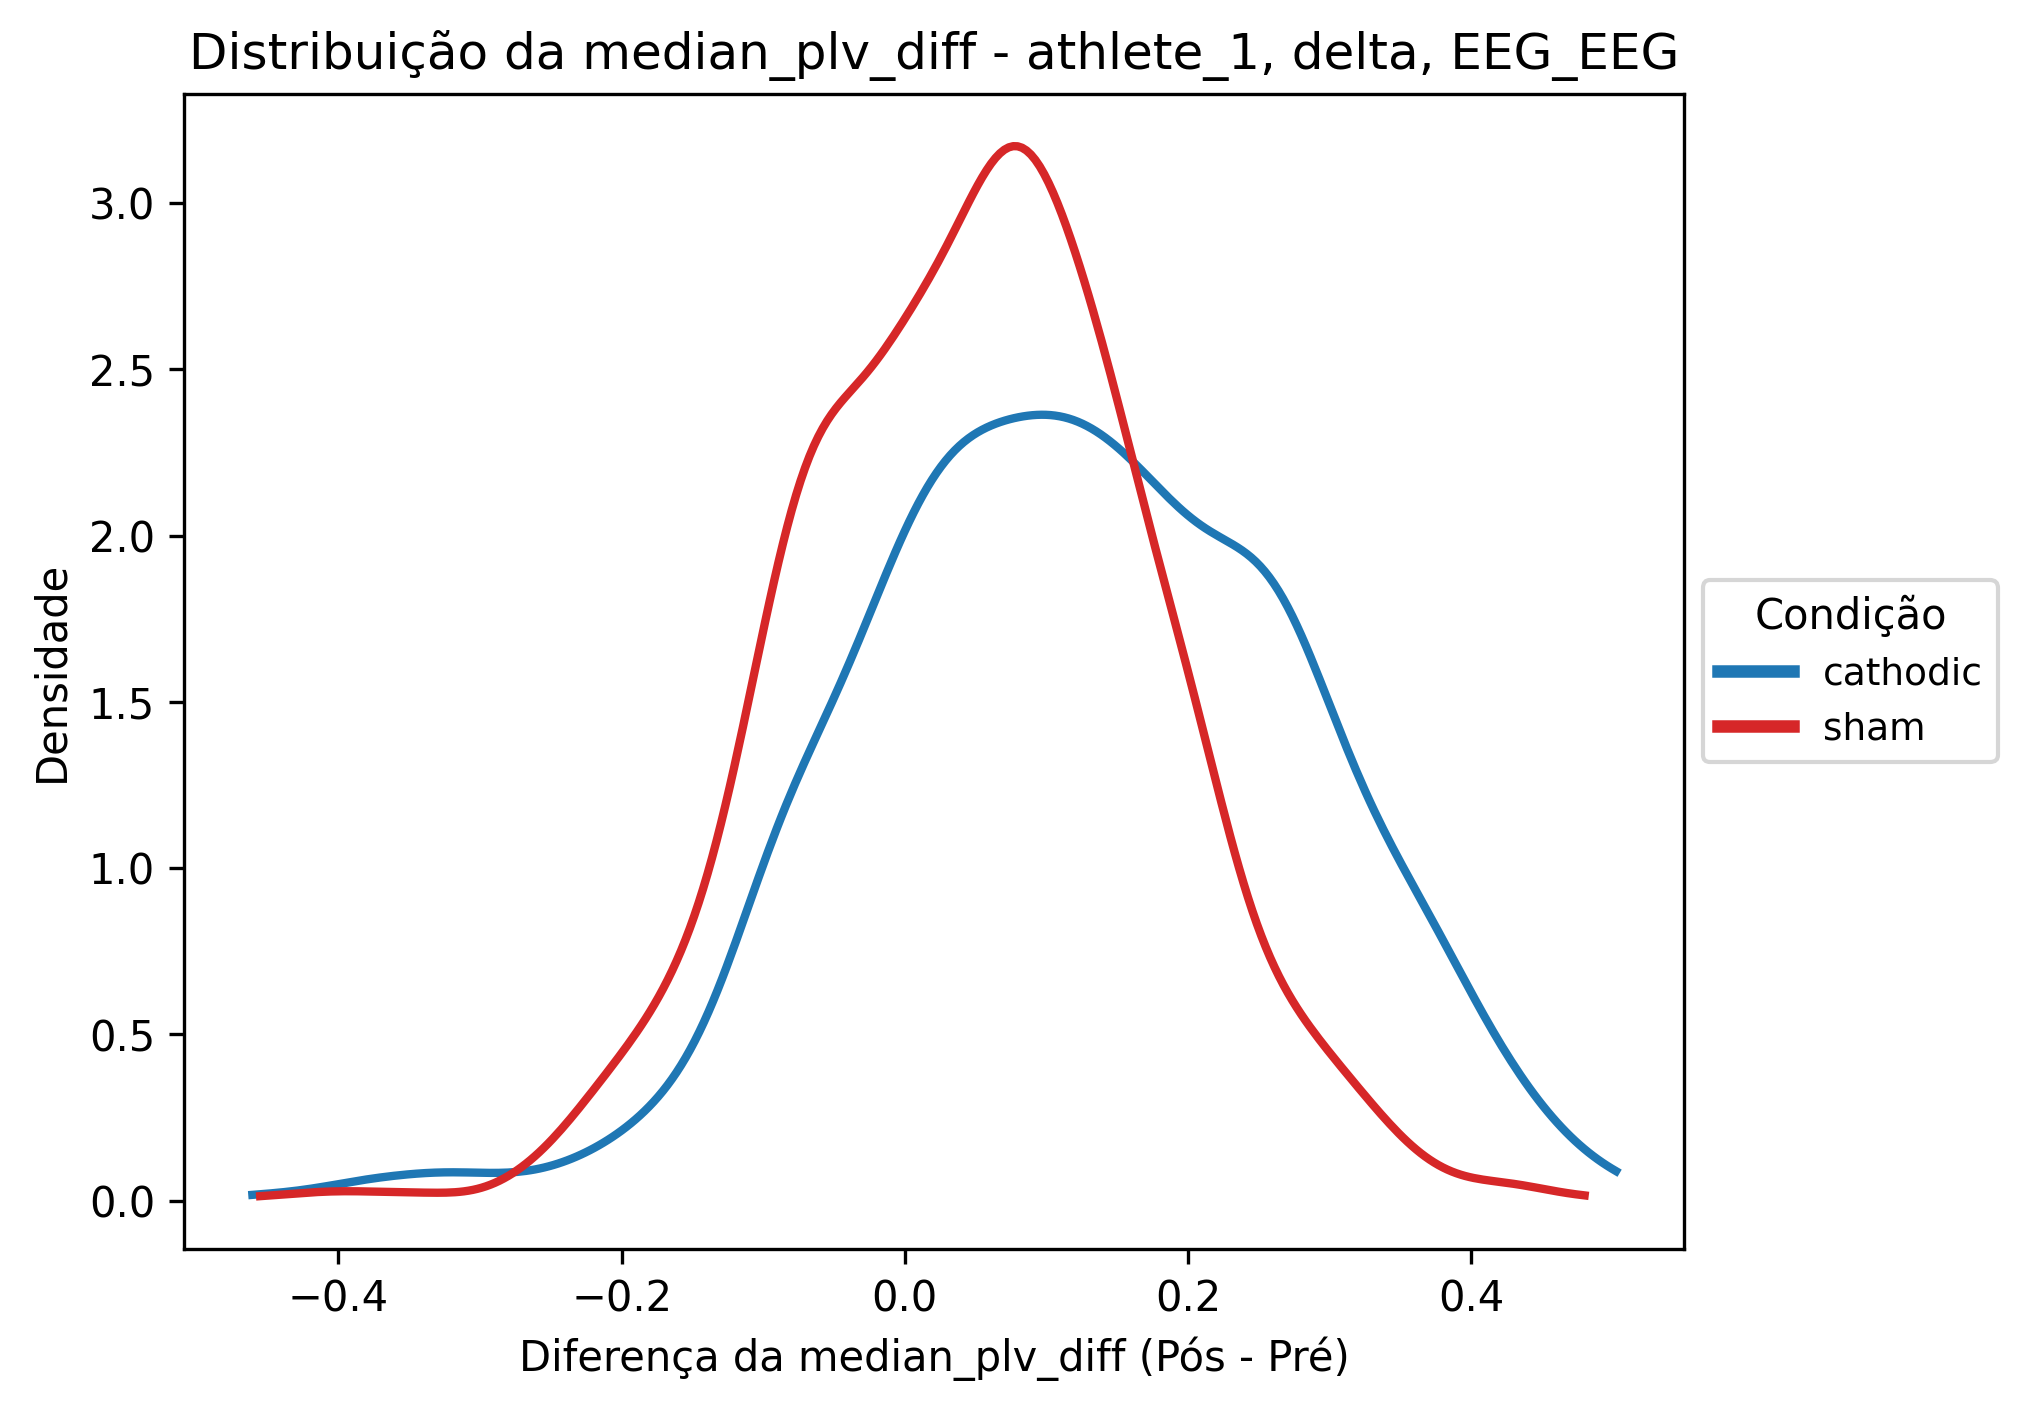 Distribuição da median_plv_diff - athlete_1, delta, EEG_EEG
Densidade
3.0
2.5
2.0
1.5
1.0
0.5
0.0
−0.4
−0.2
0.0
0.2
0.4
Diferença da median_plv_diff (Pós - Pré)
Condição
cathodic
sham